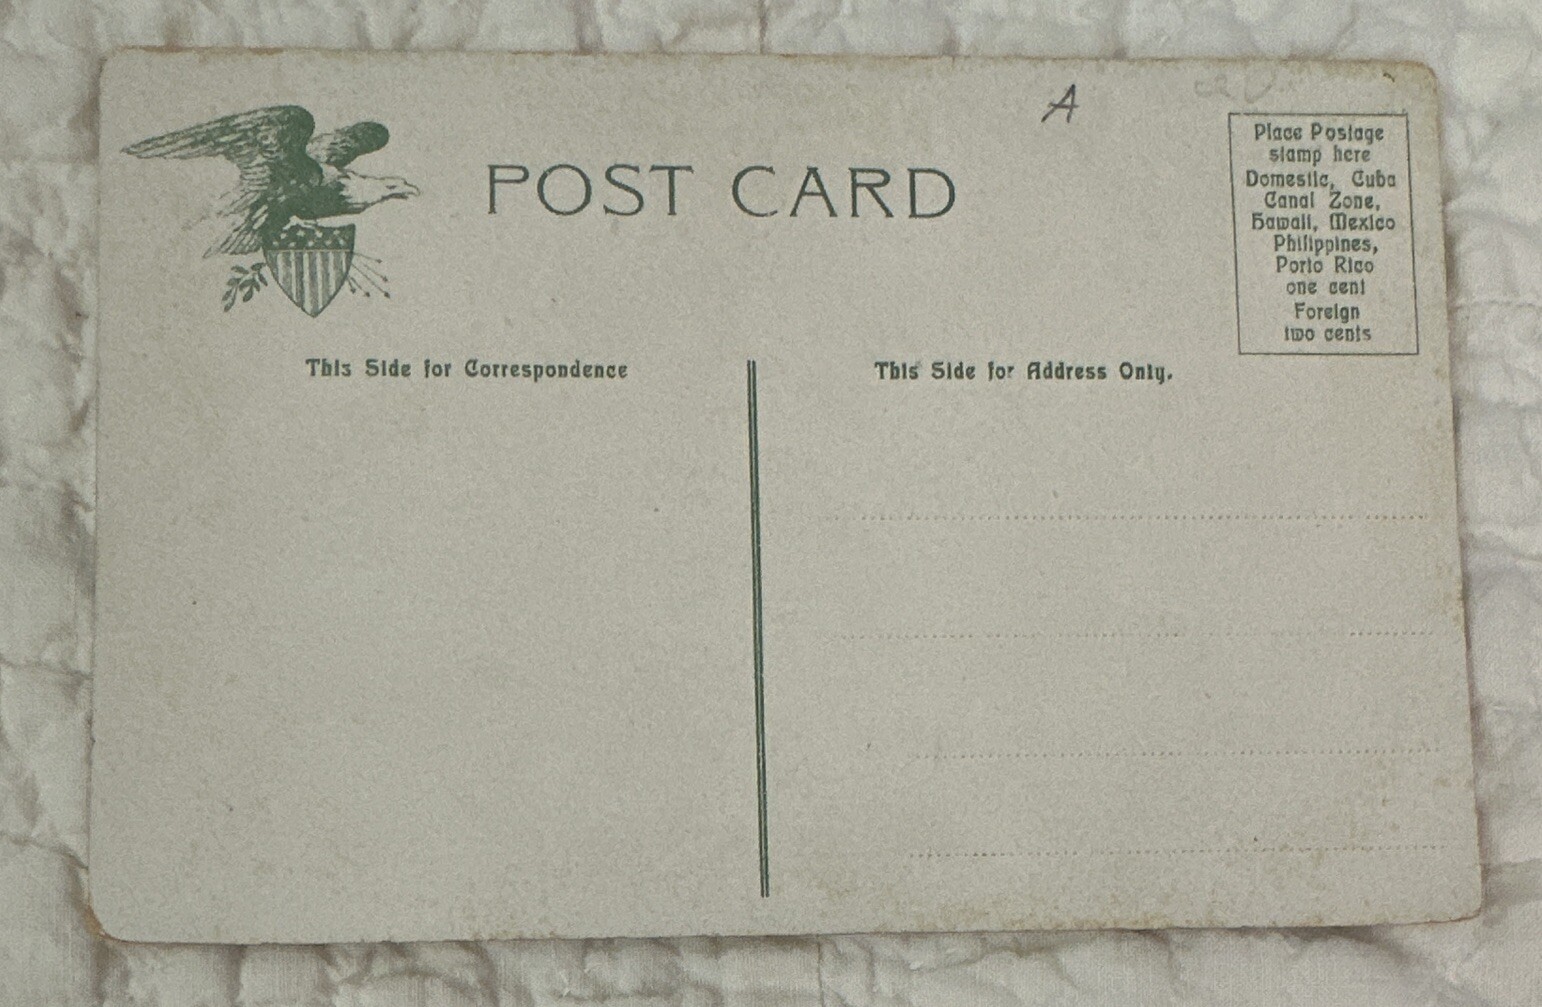 A
POST CARD
Place Postage
stamp here
Domestic, Cuba
Canal Zone,
Hawaii, Mexico
Philippines,
Porto Rico
one cent
Foreign
two cents
This Side for Correspondence
This Side for Address Only.